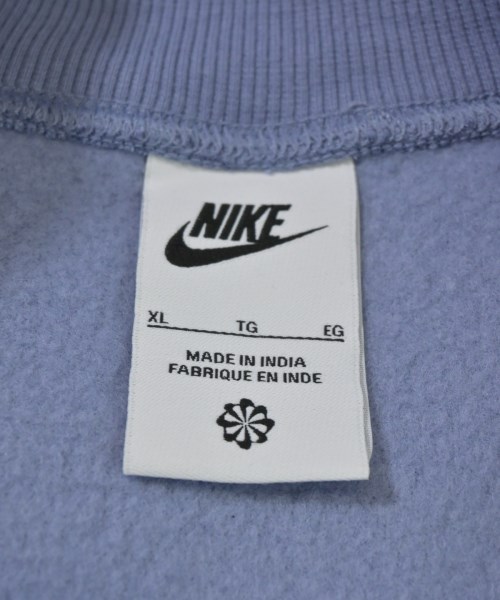 NIKE
XL TG EG
MADE IN INDIA
FABRIQUE EN INDE